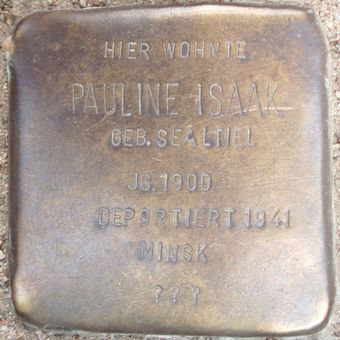 HIER WOHNTE
PAULINE ISAAK
GEB. SEALTIEL
JG. 1900
DEPORTIERT 1941
MINSK
? ? ?